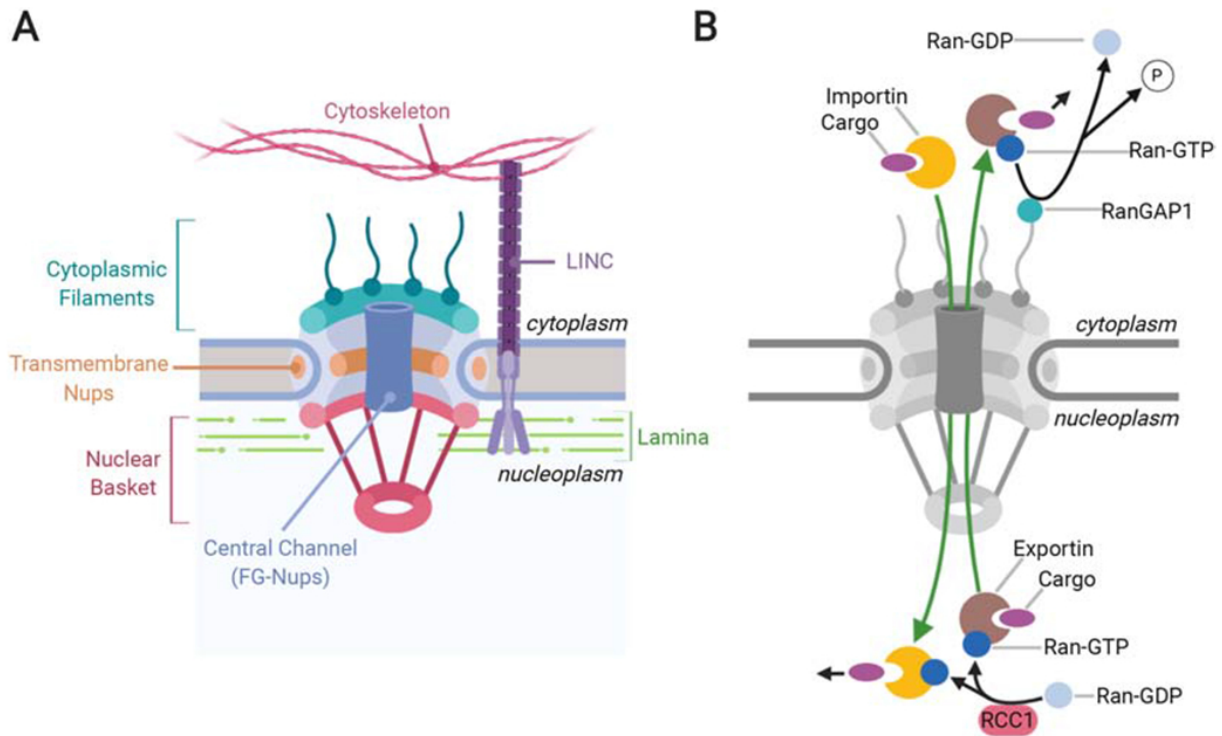 A
Cytoskeleton
Cytoplasmic
Filaments
LINC
cytoplasm
Transmembrane
Nups
Lamina
Nuclear
Basket
nucleoplasm
Central Channel
(FG-Nups)
B
Ran-GDP
P
Importin
Cargo
Ran-GTP
RanGAP1
cytoplasm
nucleoplasm
Exportin
Cargo
Ran-GTP
Ran-GDP
RCC1